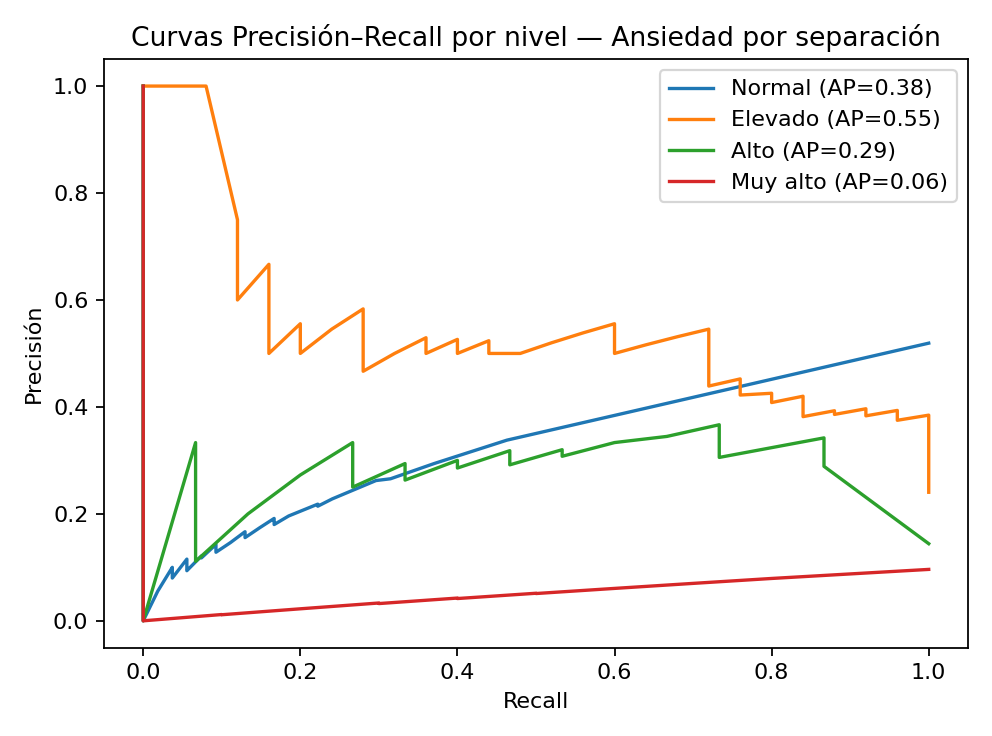 Curvas Precisión–Recall por nivel — Ansiedad por separación
Normal (AP=0.38)
Elevado (AP=0.55)
Alto (AP=0.29)
Muy alto (AP=0.06)
Precisión
1.0
0.8
0.6
0.4
0.2
0.0
0.0 0.2 0.4 0.6 0.8 1.0
Recall